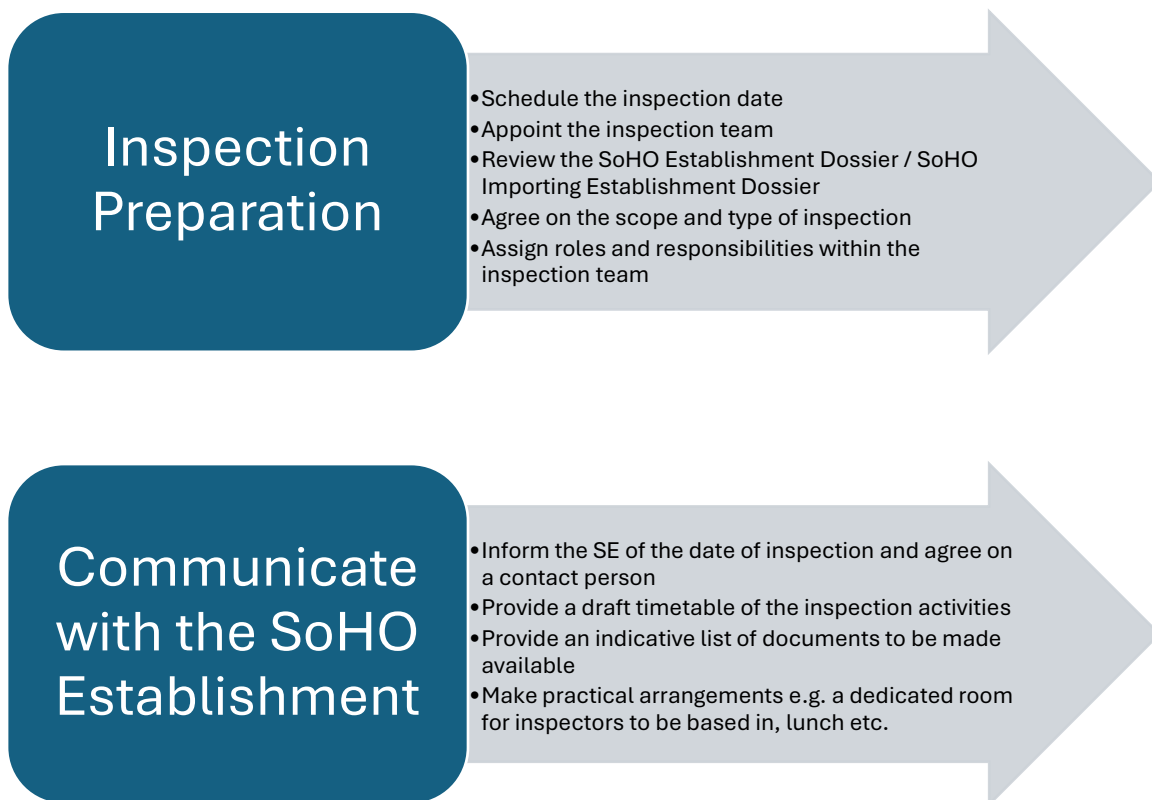 Inspection
Preparation
•Schedule the inspection date
•Appoint the inspection team
•Review the SoHO Establishment Dossier / SoHO
Importing Establishment Dossier
•Agree on the scope and type of inspection
•Assign roles and responsibilities within the
inspection team
Communicate
with the SoHO
Establishment
•Inform the SE of the date of inspection and agree on
a contact person
•Provide a draft timetable of the inspection activities
•Provide an indicative list of documents to be made
available
•Make practical arrangements e.g. a dedicated room
for inspectors to be based in, lunch etc.